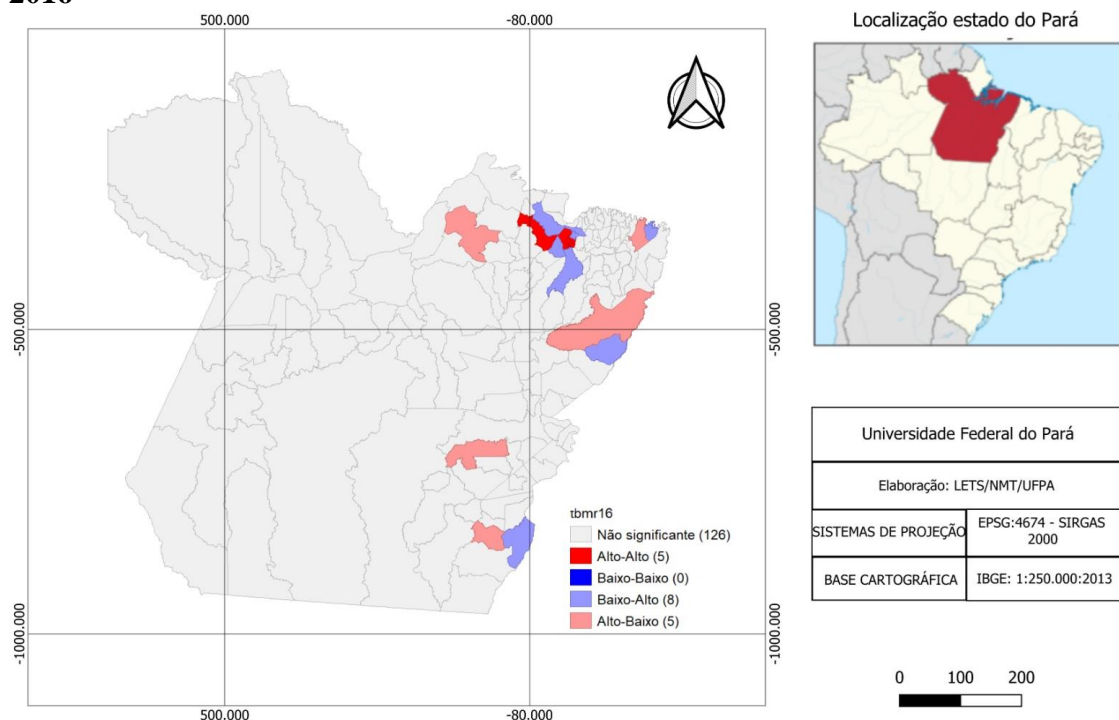 2016
500.000
-80.000
-500.000
-500.000
-1000.000
-1000.000
500.000
-80.000
tbmr16
Não significante (126)
Alto-Alto (5)
Baixo-Baixo (0)
Baixo-Alto (8)
Alto-Baixo (5)
Localização estado do Pará
Universidade Federal do Pará
Elaboração: LETS/NMT/UFPA
SISTEMAS DE PROJEÇÃO
EPSG:4674 - SIRGAS
2000
BASE CARTOGRÁFICA
IBGE: 1:250.000:2013
0 100 200